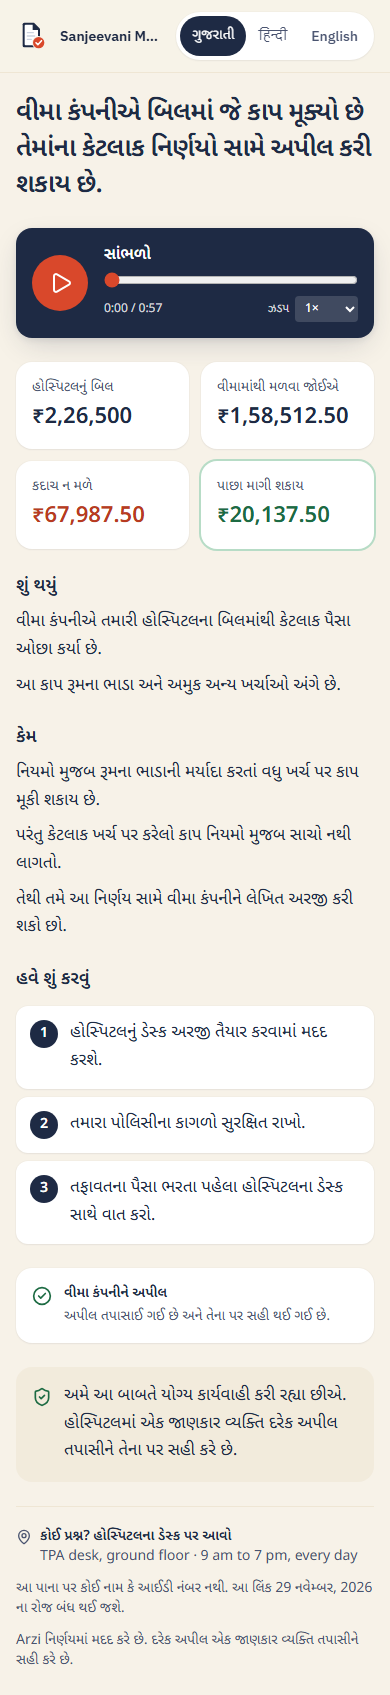 Sanjeevani M...
ગુજરાતી
हिन्दी
English
વીમા કંપનીએ બિલમાં જે કાપ મૂક્યો છે
તેમાંના કેટલાક નિર્ણયો સામે અપીલ કરી
શકાય છે.
સાંભળો
0:00 / 0:57
ઝડપ
1×
હોસ્પિટલનું બિલ
₹2,26,500
વીમામાંથી મળવા જોઈએ
₹1,58,512.50
કદાચ ન મળે
₹67,987.50
પાછા માગી શકાય
₹20,137.50
શું થયું
વીમા કંપનીએ તમારી હોસ્પિટલના બિલમાંથી કેટલાક પૈસા
ઓછા કર્યા છે.
આ કાપ રૂમના ભાડા અને અમુક અન્ય ખર્ચાઓ અંગે છે.
કેમ
નિયમો મુજબ રૂમના ભાડાની મર્યાદા કરતાં વધુ ખર્ચ પર કાપ
મૂકી શકાય છે.
પરંતુ કેટલાક ખર્ચ પર કરેલો કાપ નિયમો મુજબ સાચો નથી
લાગતો.
તેથી તમે આ નિર્ણય સામે વીમા કંપનીને લેખિત અરજી કરી
શકો છો.
હવે શું કરવું
1
હોસ્પિટલનું ડેસ્ક અરજી તૈયાર કરવામાં મદદ
કરશે.
2
તમારા પોલિસીના કાગળો સુરક્ષિત રાખો.
3
તફાવતના પૈસા ભરતા પહેલા હોસ્પિટલના ડેસ્ક
સાથે વાત કરો.
વીમા કંપનીને અપીલ
અપીલ તપાસાઈ ગઈ છે અને તેના પર સહી થઈ ગઈ છે.
અમે આ બાબતે યોગ્ય કાર્યવાહી કરી રહ્યા છીએ.
હોસ્પિટલમાં એક જાણકાર વ્યક્તિ દરેક અપીલ
તપાસીને તેના પર સહી કરે છે.
કોઈ પ્રશ્ન? હોસ્પિટલના ડેસ્ક પર આવો
TPA desk, ground floor · 9 am to 7 pm, every day
આ પાના પર કોઈ નામ કે આઈડી નંબર નથી. આ લિંક 29 નવેમ્બર, 2026
ના રોજ બંધ થઈ જશે.
Arzi નિર્ણયમાં મદદ કરે છે. દરેક અપીલ એક જાણકાર વ્યક્તિ તપાસીને
સહી કરે છે.